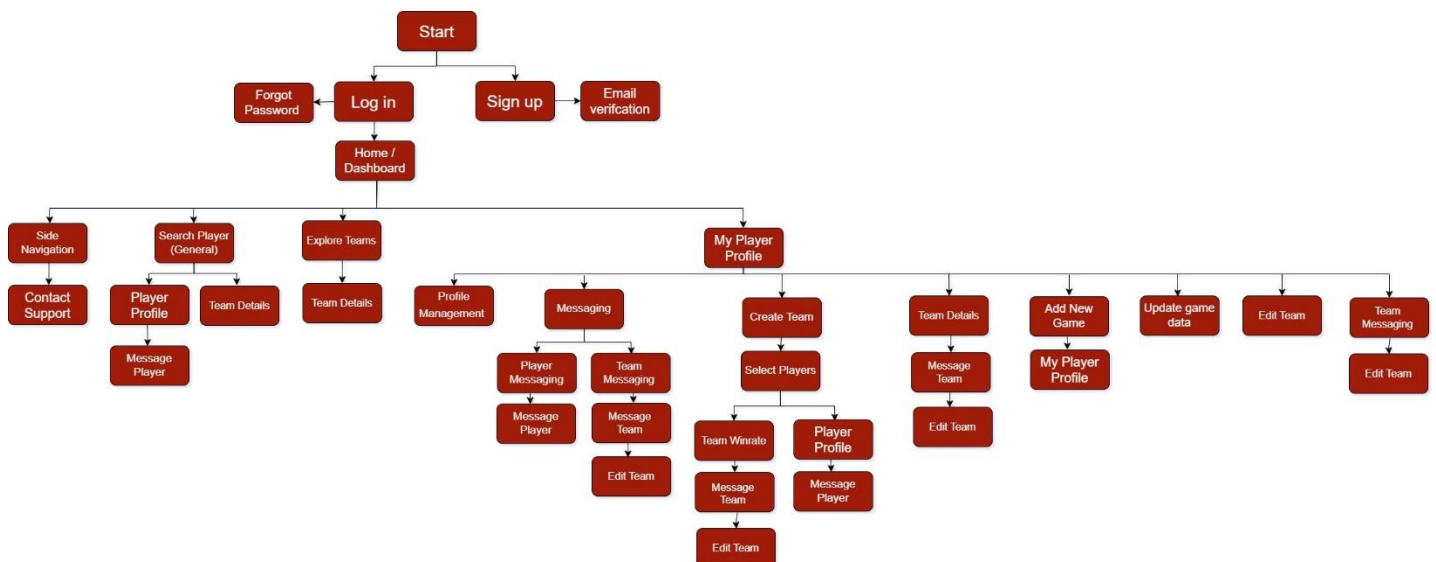 Start
Forgot
Password
Log in
Sign up
Email
verifcation
Home /
Dashboard
Side
Navigation
Search Player
(General)
Explore Teams
My Player
Profile
Contact
Support
Player
Profile
Team Details
Team Details
Profile
Management
Messaging
Create Team
Team Details
Add New
Game
Update game
data
Edit Team
Team
Messaging
Message
Player
Player
Messaging
Team
Messaging
Select Players
Message
Team
My Player
Profile
Edit Team
Message
Player
Message
Team
Team Winrate
Player
Profile
Edit Team
Edit Team
Message
Team
Message
Player
Edit Team